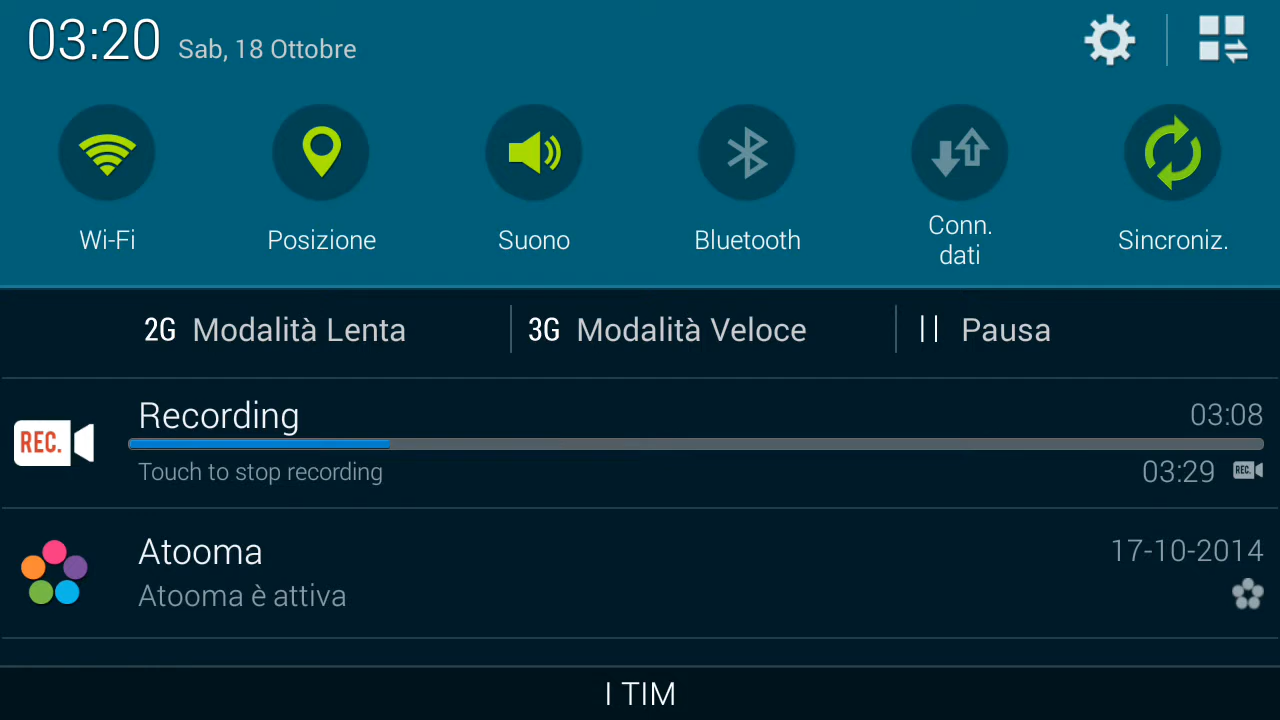 03:20 Sab, 18 Ottobre
Wi-Fi Posizione Suono Bluetooth Conn. dati Sincroniz.
2G Modalità Lenta 3G Modalità Veloce Pausa
REC. Recording 03:08
Touch to stop recording 03:29 REC.
Atooma 17-10-2014
Atooma è attiva
I TIM